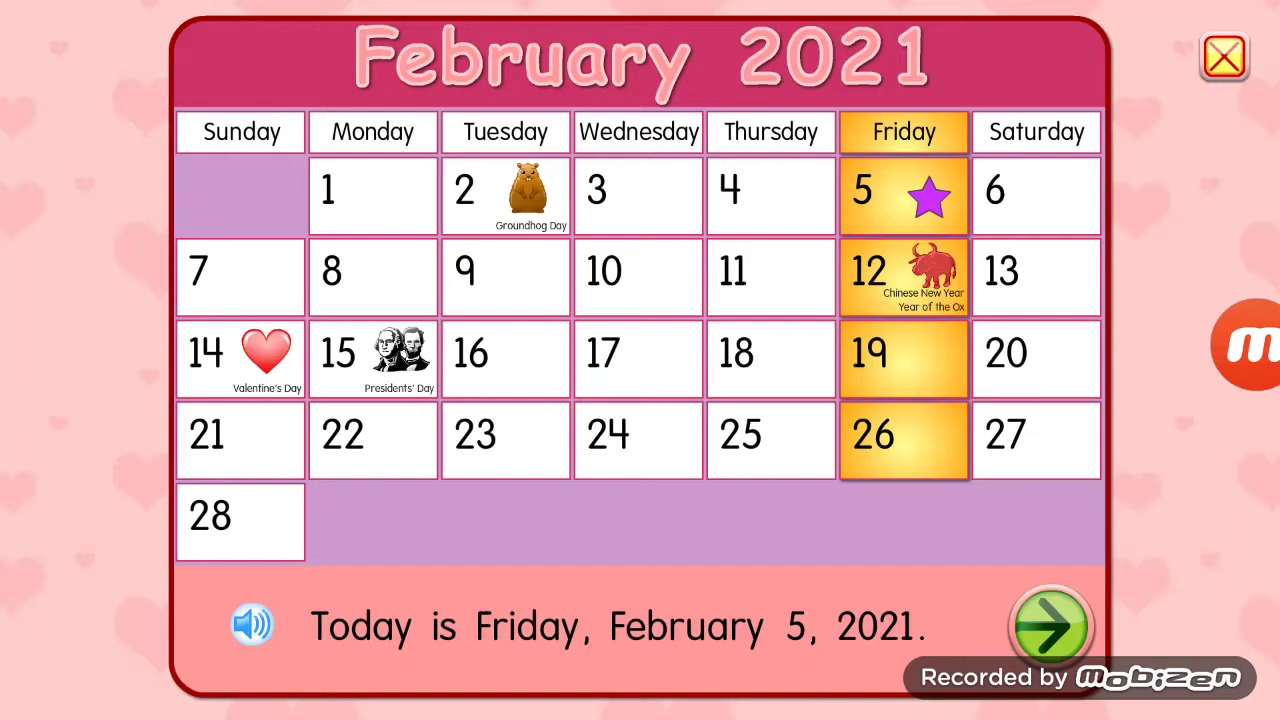 February 2021
Sunday Monday Tuesday Wednesday Thursday Friday Saturday
1 2 3 4 5 6
Groundhog Day
7 8 9 10 11 12 13
Chinese New Year
Year of the Ox
14 15 16 17 18 19 20
Valentine's Day Presidents' Day
21 22 23 24 25 26 27
28
Today is Friday, February 5, 2021.
Recorded by mobizen
m